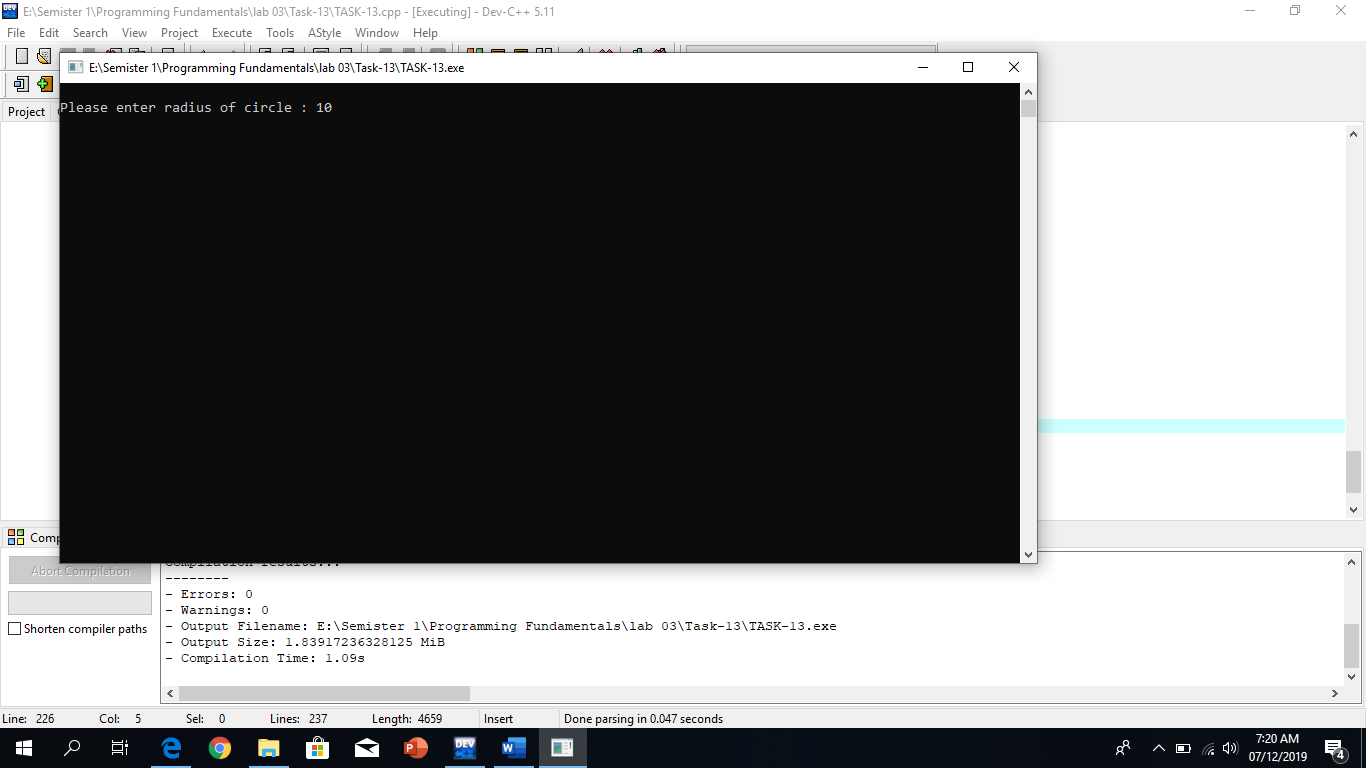 E:\Semister 1\Programming Fundamentals\lab 03\Task-13\TASK-13.cpp - [Executing] - Dev-C++ 5.11
File Edit Search View Project Execute Tools AStyle Window Help
E:\Semister 1\Programming Fundamentals\lab 03\Task-13\TASK-13.exe
Project
Please enter radius of circle : 10
Abort Compilation
Shorten compiler paths
Compilation results...
--------
- Errors: 0
- Warnings: 0
- Output Filename: E:\Semister 1\Programming Fundamentals\lab 03\Task-13\TASK-13.exe
- Output Size: 1.83917236328125 MiB
- Compilation Time: 1.09s
Line: 226 Col: 5 Sel: 0 Lines: 237 Length: 4659 Insert Done parsing in 0.047 seconds
DEV
7:20 AM
07/12/2019
4